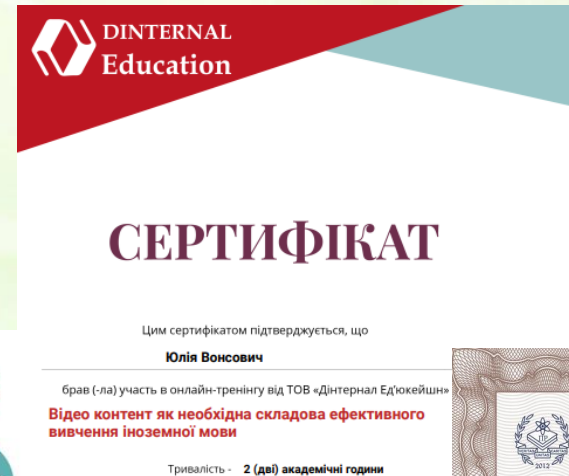 DINTERNAL
Education
СЕРТИФІКАТ
Цим сертифікатом підтверджується, що
Юлія Вонсович
брав (-ла) участь в онлайн-тренінгу від ТОВ «Дінтернал Ед'юкейшн»
Відео контент як необхідна складова ефективного
вивчення іноземної мови
Тривалість - 2 (дві) академічні години
2012